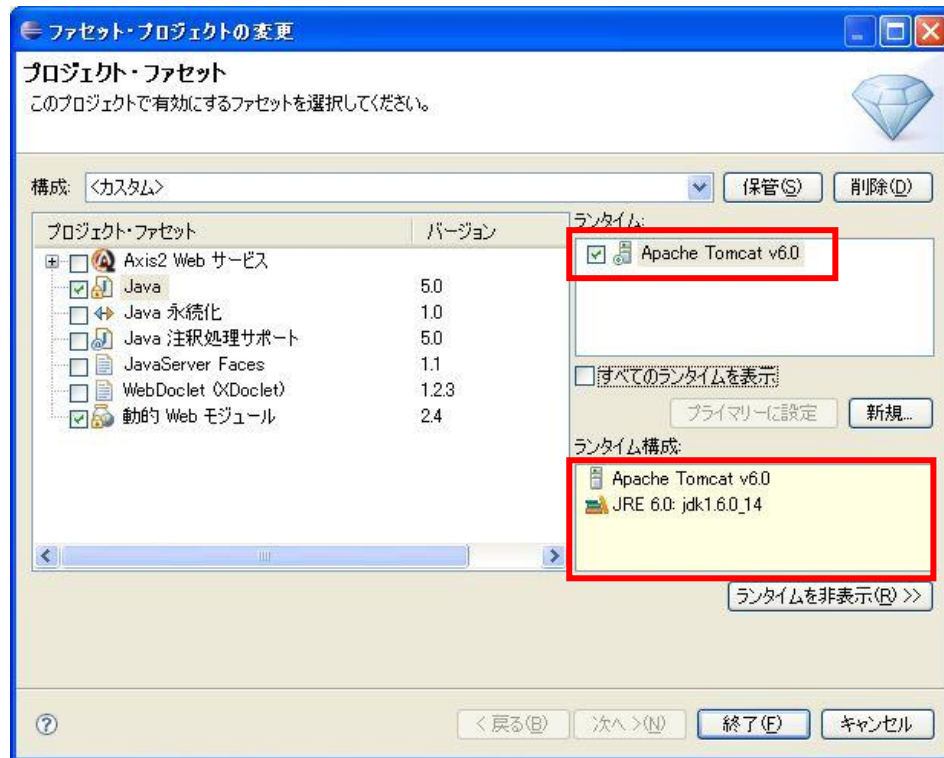 ファセット・プロジェクトの変更
プロジェクト・ファセット
このプロジェクトで有効にするファセットを選択してください。
構成: <カスタム> 保管(S) 削除(D)
プロジェクト・ファセット バージョン
Axis2 Web サービス
Java 5.0
Java 永続化 1.0
Java 注釈処理サポート 5.0
JavaServer Faces 1.1
WebDoclet (XDoclet) 1.2.3
動的 Web モジュール 2.4
ランタイム:
Apache Tomcat v6.0
すべてのランタイムを表示
プライマリーに設定 新規...
ランタイム構成:
Apache Tomcat v6.0
JRE 6.0: jdk1.6.0_14
ランタイムを非表示(R) >>
? < 戻る(B) 次へ >(N) 終了(F) キャンセル